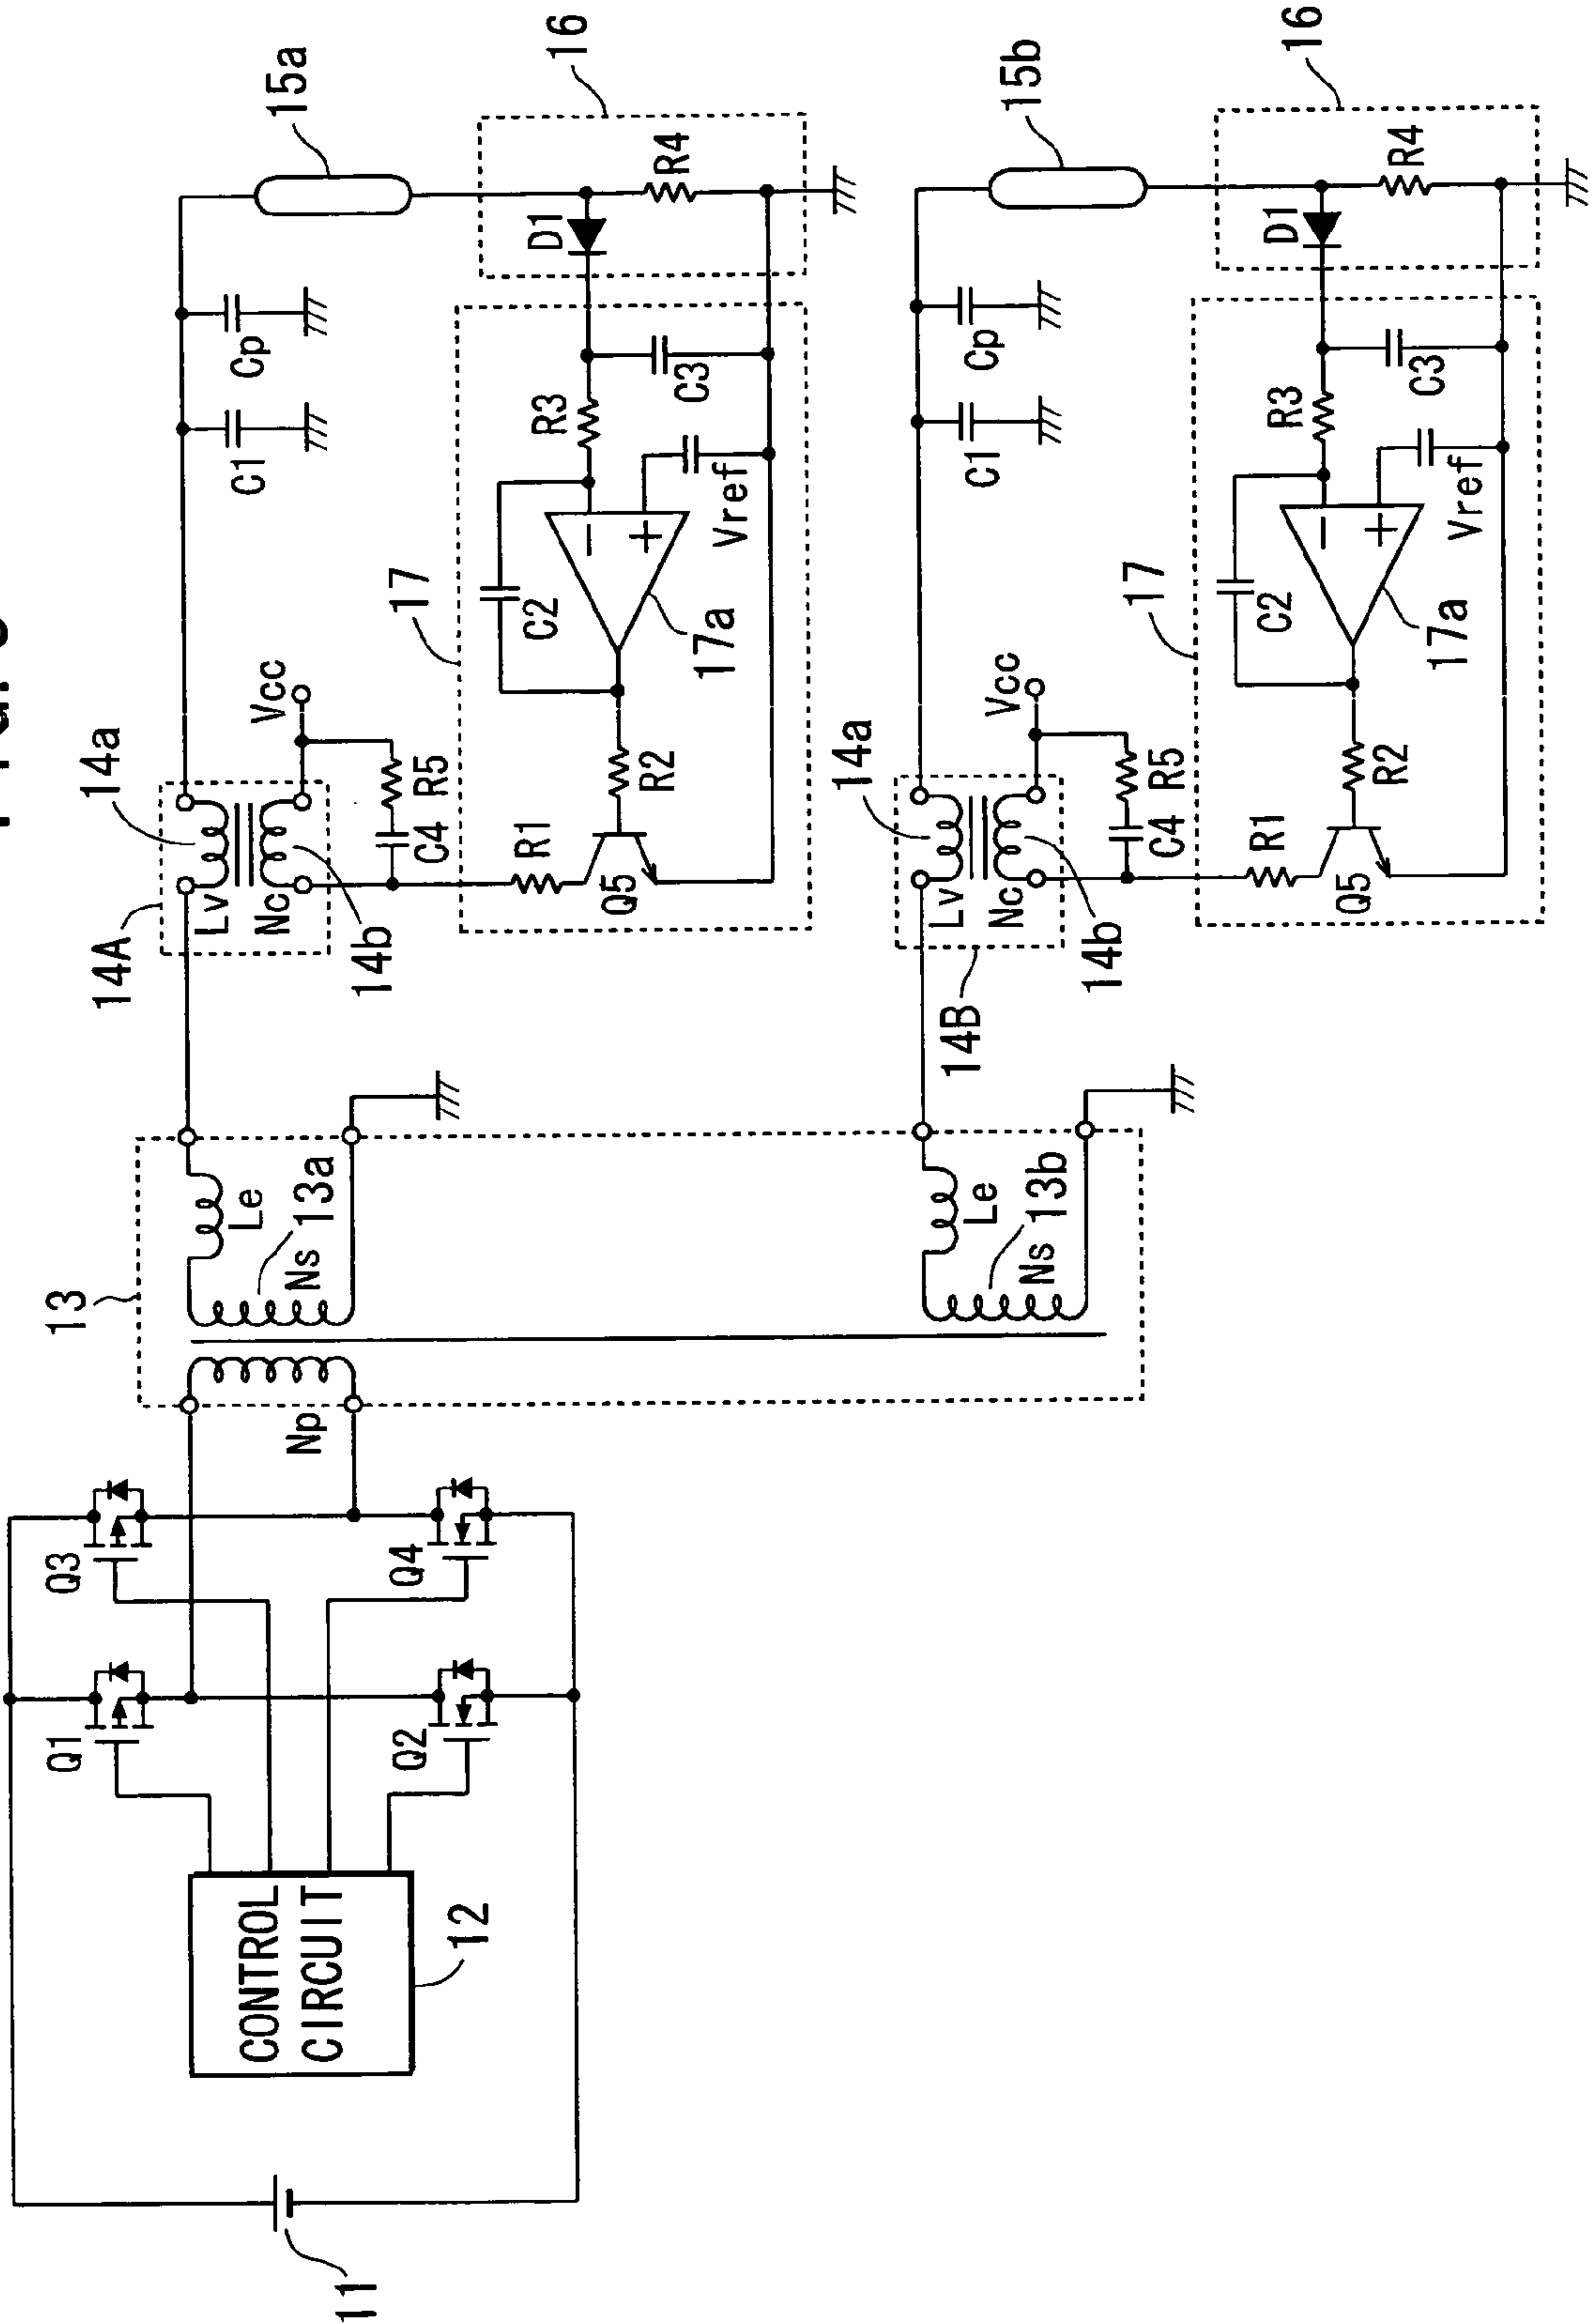 11
CONTROL
CIRCUIT
12
Q1
Q2
Q3
Q4
Np
13
Ns
13a
Le
Ns
13b
Le
14A
14a
Lv
Nc
14b
Vcc
C4
R5
C1
Cp
15a
17
R1
Q5
R2
C2
17a
−
+
Vref
R3
C3
D1
R4
16
14B
14a
Lv
Nc
14b
Vcc
C4
R5
C1
Cp
15b
17
R1
Q5
R2
C2
17a
−
+
Vref
R3
C3
D1
R4
16